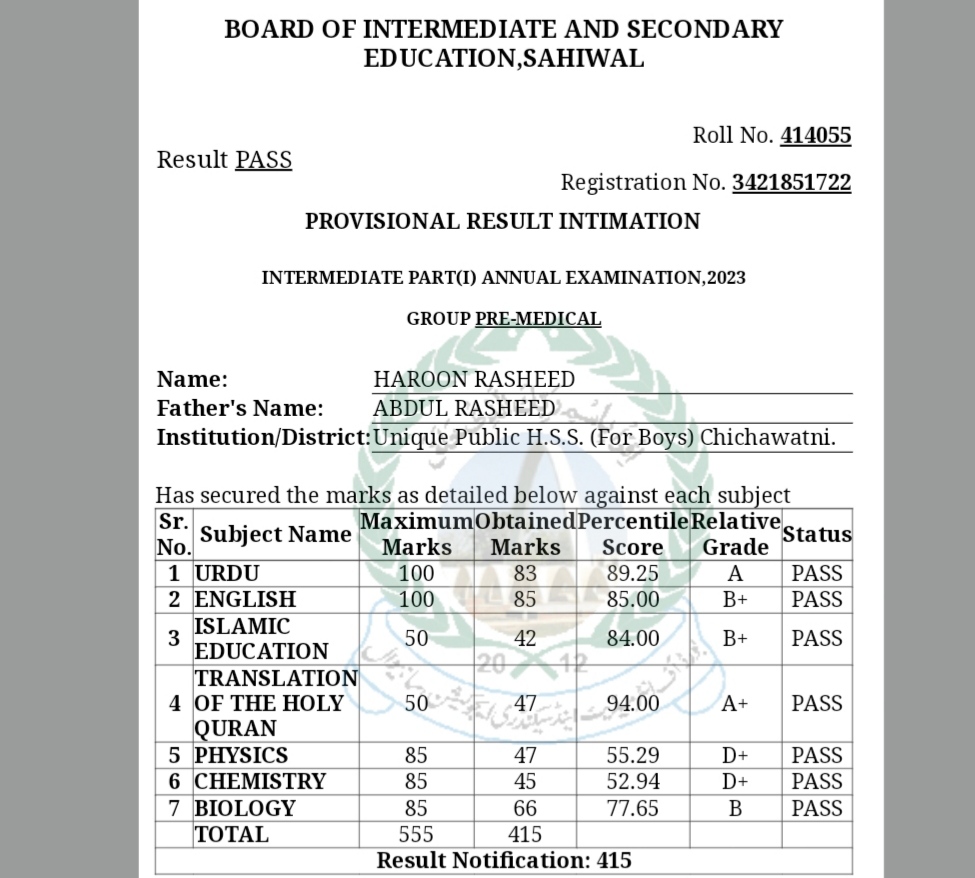 BOARD OF INTERMEDIATE AND SECONDARY
EDUCATION,SAHIWAL
Roll No. 414055
Result PASS
Registration No. 3421851722
PROVISIONAL RESULT INTIMATION
INTERMEDIATE PART(I) ANNUAL EXAMINATION,2023
GROUP PRE-MEDICAL
Name: HAROON RASHEED
Father's Name: ABDUL RASHEED
Institution/District: Unique Public H.S.S. (For Boys) Chichawatni.
Has secured the marks as detailed below against each subject
Sr. No. Subject Name Maximum Marks Obtained Marks Percentile Score Relative Grade Status
1 URDU 100 83 89.25 A PASS
2 ENGLISH 100 85 85.00 B+ PASS
3 ISLAMIC EDUCATION 50 42 84.00 B+ PASS
20 12
4 TRANSLATION OF THE HOLY QURAN 50 47 94.00 A+ PASS
5 PHYSICS 85 47 55.29 D+ PASS
6 CHEMISTRY 85 45 52.94 D+ PASS
7 BIOLOGY 85 66 77.65 B PASS
TOTAL 555 415
Result Notification: 415